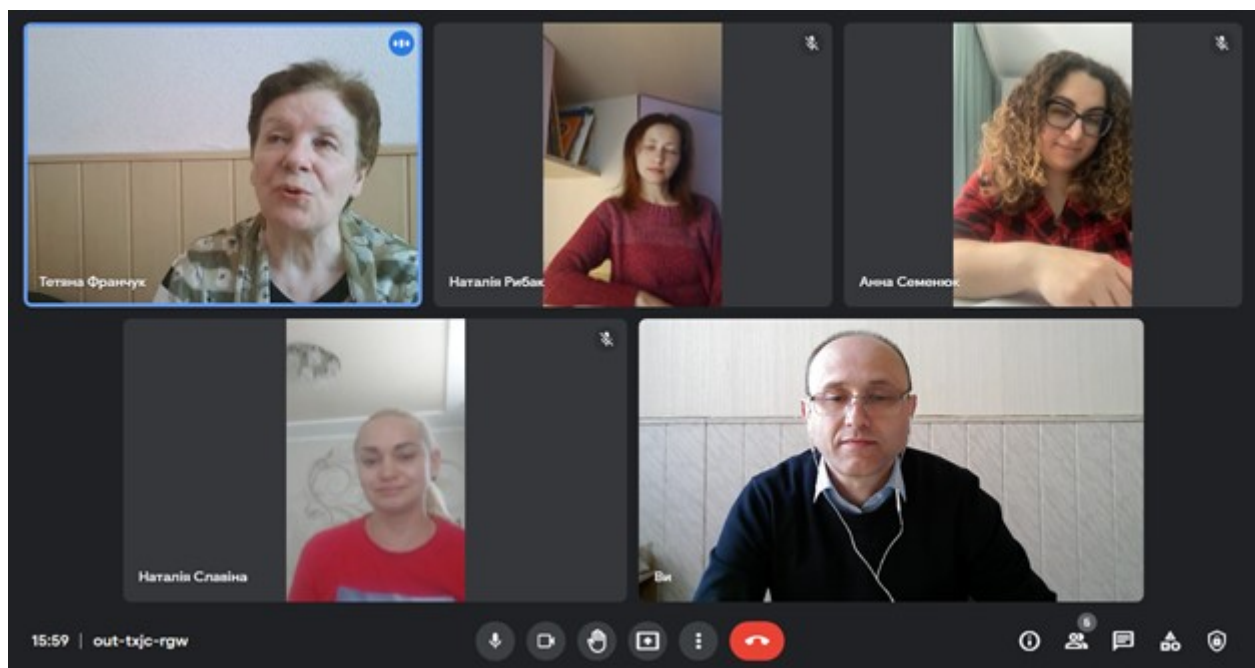 Тетяна Франчук
Наталія Рибак
Анна Семенюк
Наталія Славіна
Ви
15:59 | out-txjc-rgw
5